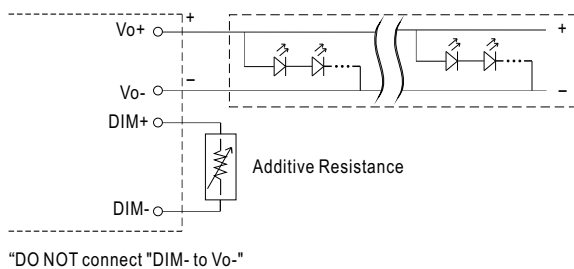 Vo+
+
+
Vo-
−
−
DIM+
Additive Resistance
DIM-
“DO NOT connect "DIM- to Vo-"